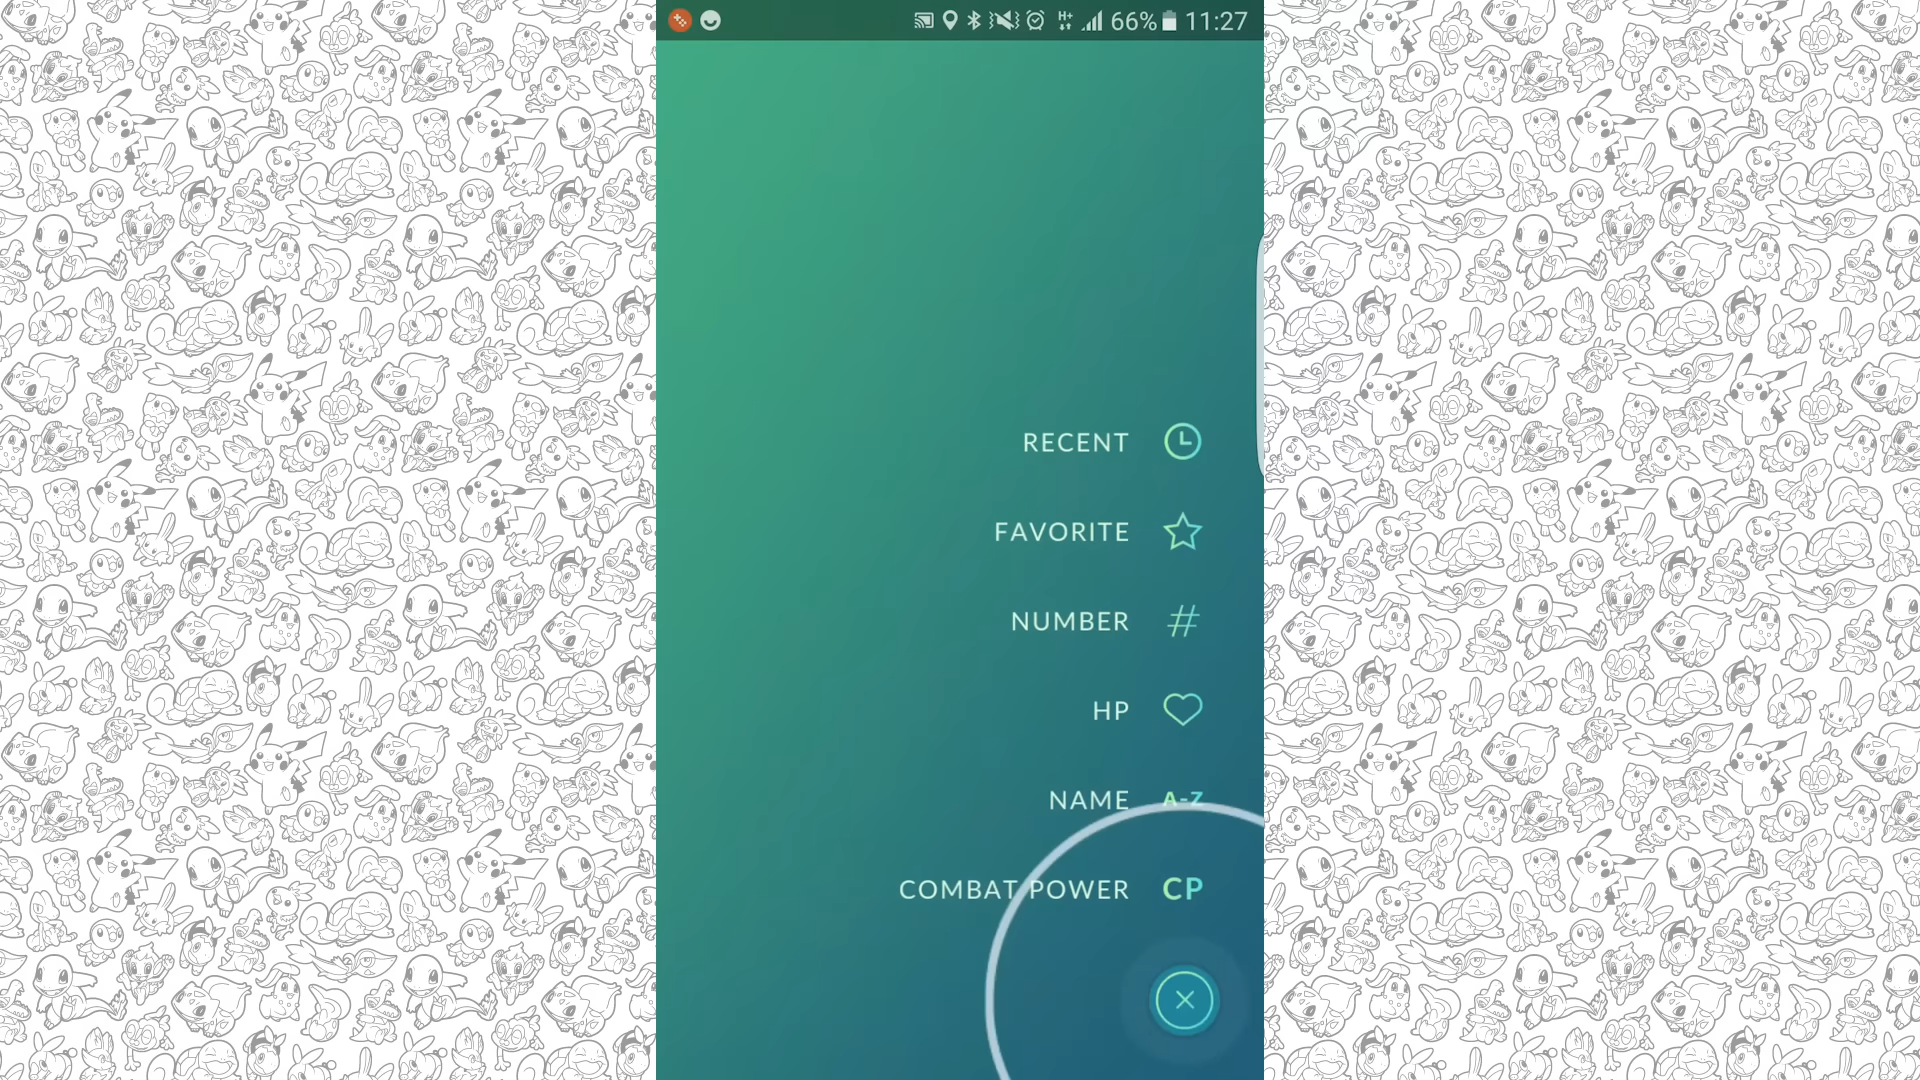 66% 11:27
RECENT
FAVORITE
NUMBER
HP
NAME A-Z
COMBAT POWER CP